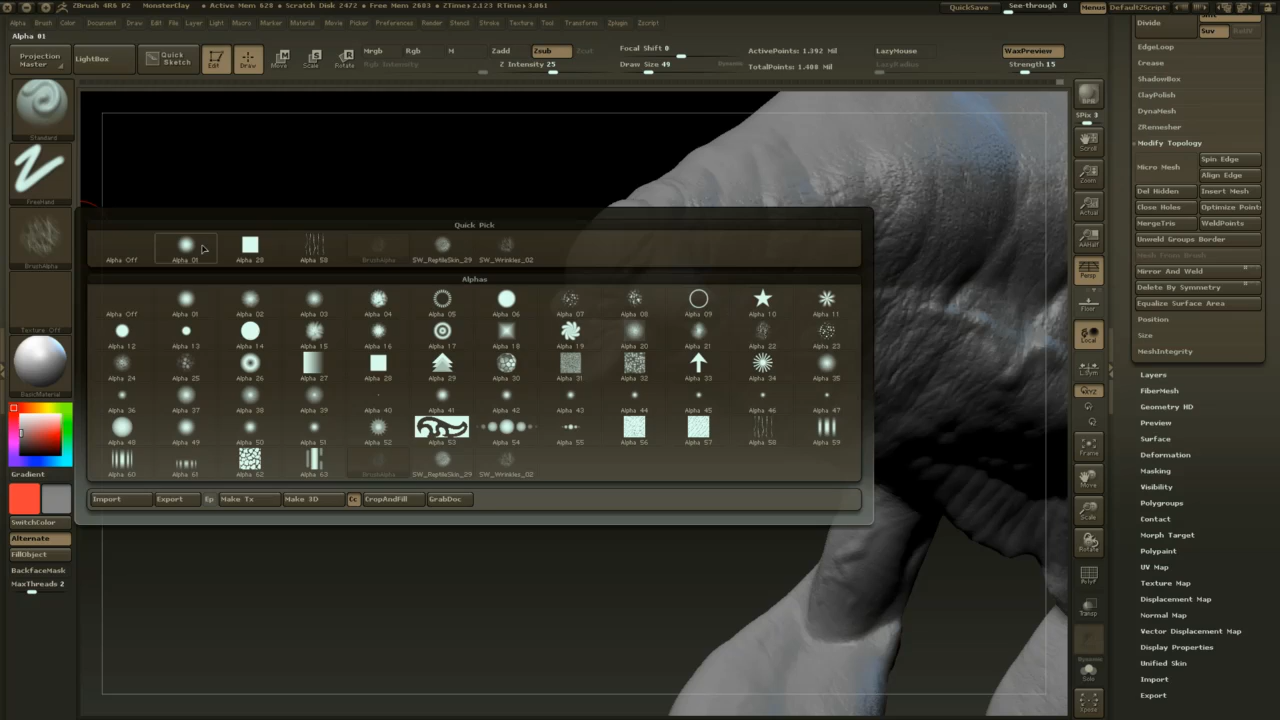 ZBrush 4R6 P2 MonsterClay • Active Mem 628 • Scratch Disk 2472 • Free Mem 2683 • ZTime▸2.123 RTime▸3.061
QuickSave See-through 0 Menus DefaultZScript
Alpha Brush Color Document Draw Edit File Layer Light Macro Marker Material Movie Picker Preferences Render Stencil Stroke Texture Tool Transform Zplugin Zscript
Alpha 01
Projection Master
LightBox
Quick Sketch
Edit
Draw
Move
Scale
Rotate
Mrgb Rgb M
Rgb Intensity
Zadd Zsub Zcut
Z Intensity 25
Focal Shift 0
Draw Size 49
Dynamic
ActivePoints: 1.392 Mil
TotalPoints: 1.408 Mil
LazyMouse
LazyRadius
WaxPreview
Strength 15
Standard
FreeHand
BrushAlpha
Texture Off
BasicMaterial
Gradient
SwitchColor
Alternate
FillObject
BackfaceMask
MaxThreads 2
Quick Pick
Alpha Off Alpha 01 Alpha 28 Alpha 58 BrushAlpha SW_ReptileSkin_29 SW_Wrinkles_02
Alphas
Alpha Off Alpha 01 Alpha 02 Alpha 03 Alpha 04 Alpha 05 Alpha 06 Alpha 07 Alpha 08 Alpha 09 Alpha 10 Alpha 11
Alpha 12 Alpha 13 Alpha 14 Alpha 15 Alpha 16 Alpha 17 Alpha 18 Alpha 19 Alpha 20 Alpha 21 Alpha 22 Alpha 23
Alpha 24 Alpha 25 Alpha 26 Alpha 27 Alpha 28 Alpha 29 Alpha 30 Alpha 31 Alpha 32 Alpha 33 Alpha 34 Alpha 35
Alpha 36 Alpha 37 Alpha 38 Alpha 39 Alpha 40 Alpha 41 Alpha 42 Alpha 43 Alpha 44 Alpha 45 Alpha 46 Alpha 47
Alpha 48 Alpha 49 Alpha 50 Alpha 51 Alpha 52 Alpha 53 Alpha 54 Alpha 55 Alpha 56 Alpha 57 Alpha 58 Alpha 59
Alpha 60 Alpha 61 Alpha 62 Alpha 63 BrushAlpha SW_ReptileSkin_29 SW_Wrinkles_02
Import Export Ep Make Tx Make 3D Cc CropAndFill GrabDoc
BPR
SPix 3
Scroll
Zoom
Actual
AAHalf
Persp
Floor
Local
L.Sym
XYZ
Frame
Move
Scale
Rotate
PolyF
Transp
Dynamic
Solo
Xpose
Smt
Divide
Suv ReUV
EdgeLoop
Crease
ShadowBox
ClayPolish
DynaMesh
ZRemesher
Modify Topology
Micro Mesh
Spin Edge
Align Edge
Del Hidden Insert Mesh
Close Holes Optimize Point
MergeTris WeldPoints
Unweld Groups Border
Mesh From Brush
Mirror And Weld
Delete By Symmetry
Equalize Surface Area
Position
Size
MeshIntegrity
Layers
FiberMesh
Geometry HD
Preview
Surface
Deformation
Masking
Visibility
Polygroups
Contact
Morph Target
Polypaint
UV Map
Texture Map
Displacement Map
Normal Map
Vector Displacement Map
Display Properties
Unified Skin
Import
Export